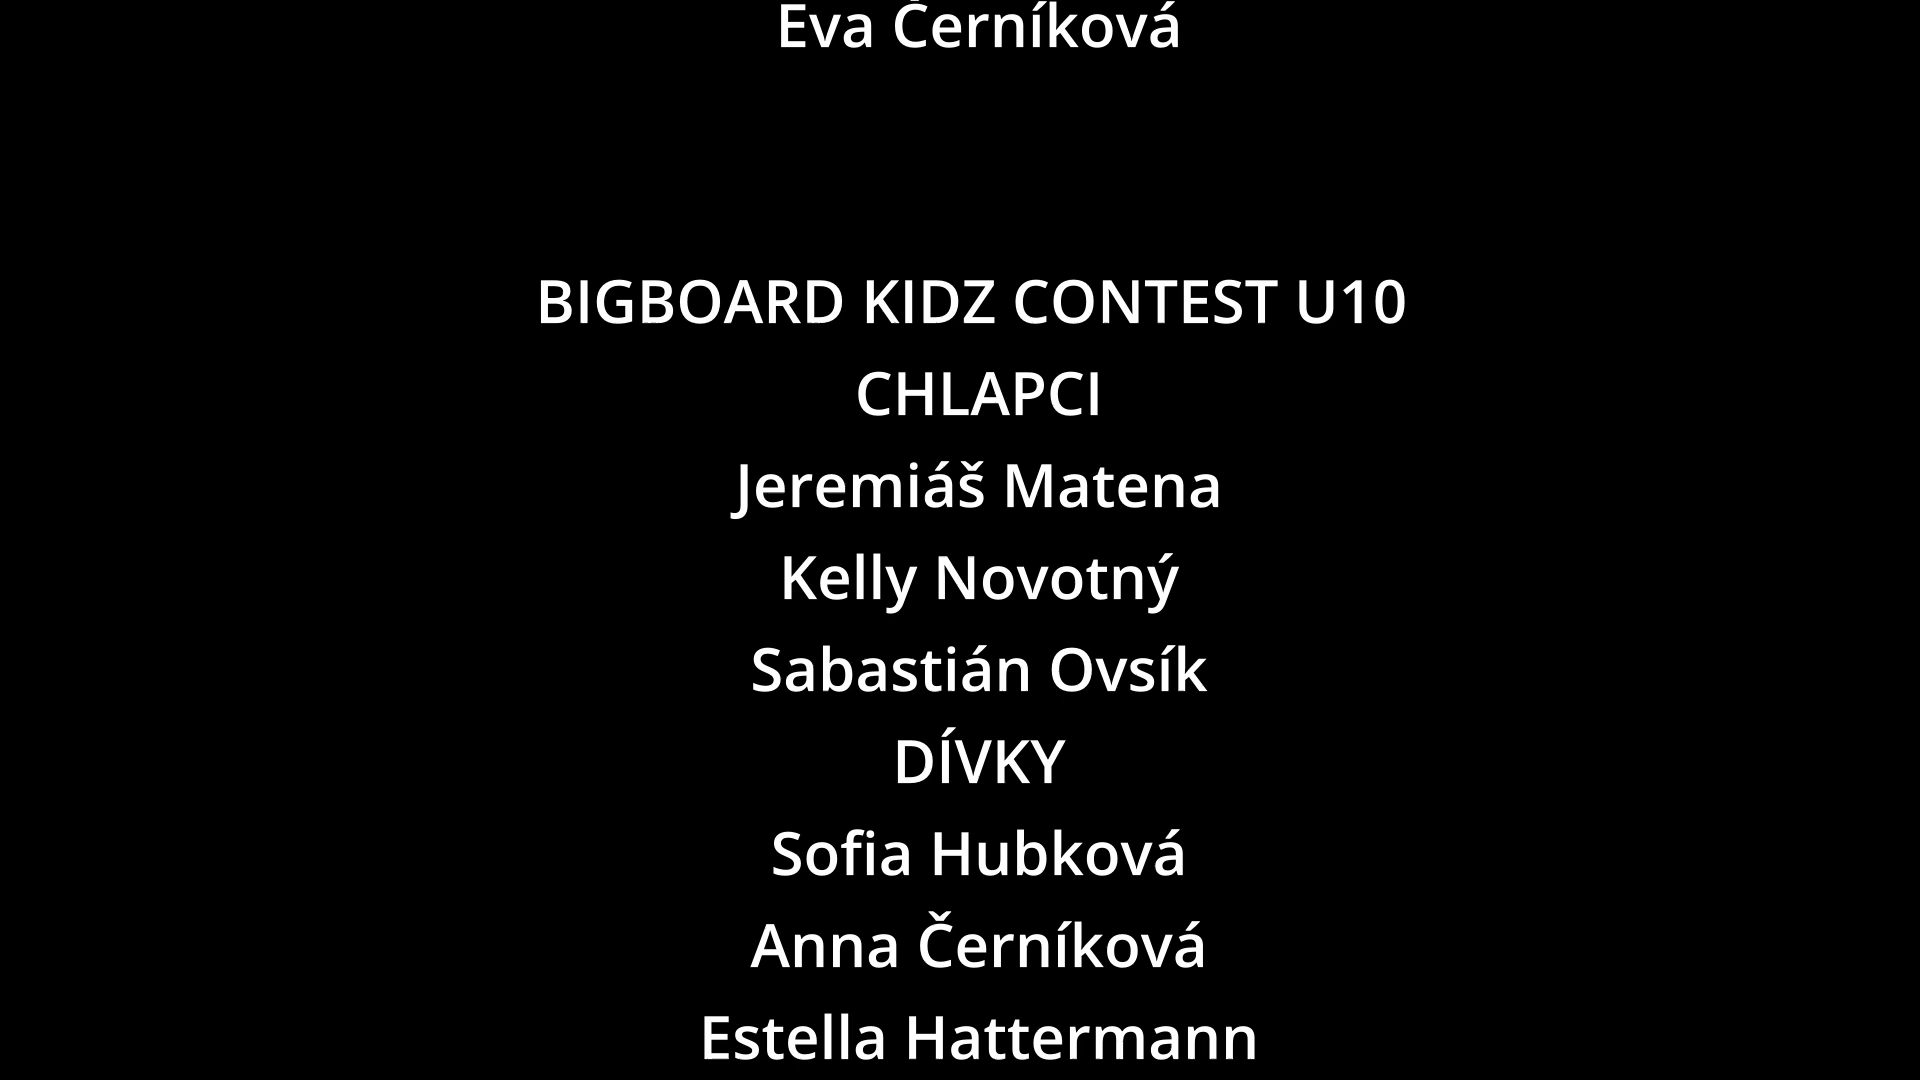 Eva Černíková
BIGBOARD KIDZ CONTEST U10
CHLAPCI
Jeremiáš Matena
Kelly Novotný
Sabastián Ovsík
DÍVKY
Sofia Hubková
Anna Černíková
Estella Hattermann